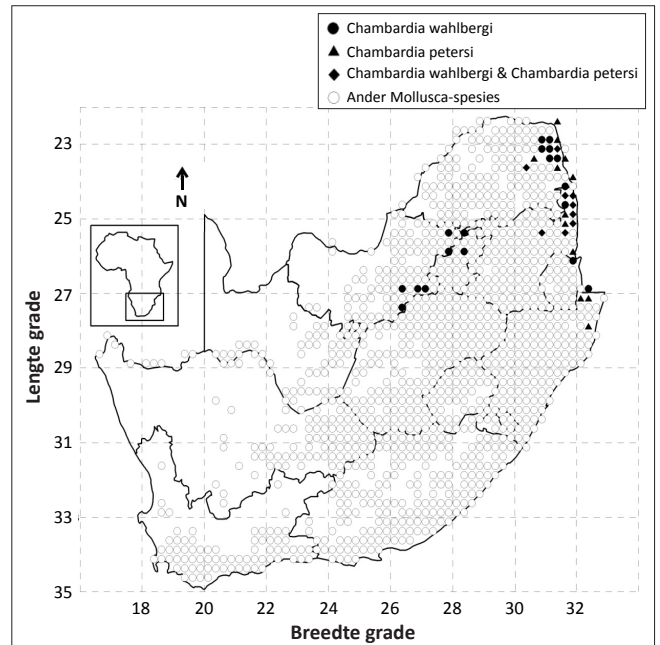 Chambardia wahlbergi
Chambardia petersi
Chambardia wahlbergi & Chambardia petersi
Ander Mollusca-spesies
N
Lengte grade
23
25
27
29
31
33
35
18 20 22 24 26 28 30 32
Breedte grade